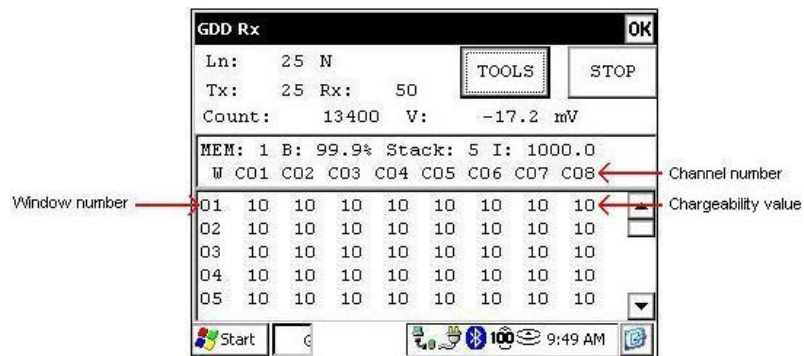 GDD Rx OK
Ln: 25 N TOOLS STOP
Tx: 25 Rx: 50
Count: 13400 V: -17.2 mV
MEM: 1 B: 99.9% Stack: 5 I: 1000.0
W C01 C02 C03 C04 C05 C06 C07 C08 Channel number
Window number 01 10 10 10 10 10 10 10 10 Chargeability value
02 10 10 10 10 10 10 10 10
03 10 10 10 10 10 10 10 10
04 10 10 10 10 10 10 10 10
05 10 10 10 10 10 10 10 10
Start G 100 9:49 AM